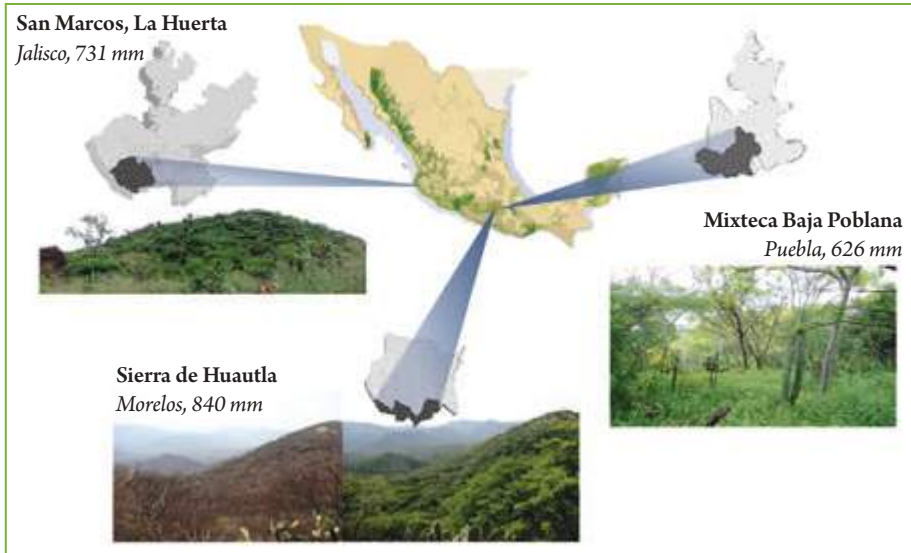 San Marcos, La Huerta
Jalisco, 731 mm
Mixteca Baja Poblana
Puebla, 626 mm
Sierra de Huautla
Morelos, 840 mm